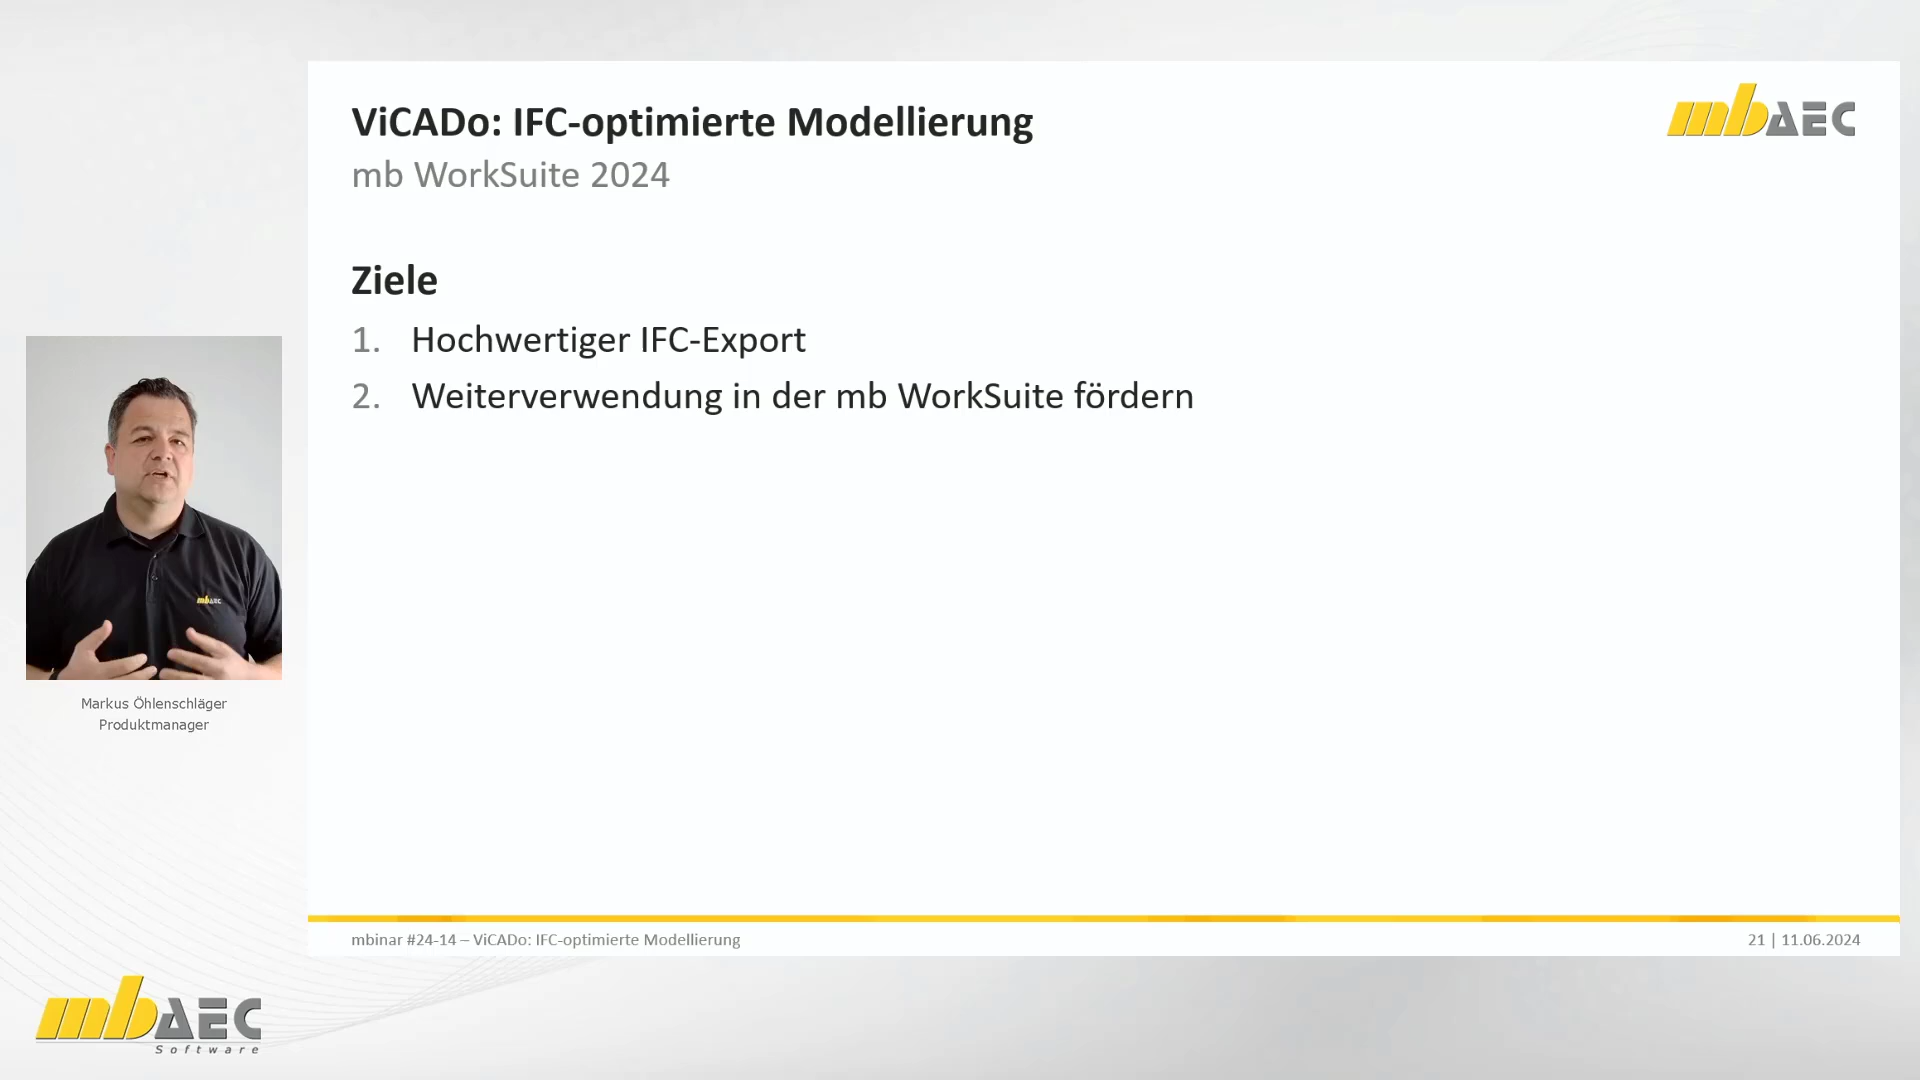 ViCADo: IFC-optimierte Modellierung
mb WorkSuite 2024
mbAEC
Ziele
1. Hochwertiger IFC-Export
2. Weiterverwendung in der mb WorkSuite fördern
mbAEC
Markus Öhlenschläger
Produktmanager
mbinar #24-14 – ViCADo: IFC-optimierte Modellierung
21 | 11.06.2024
mbAEC
Software